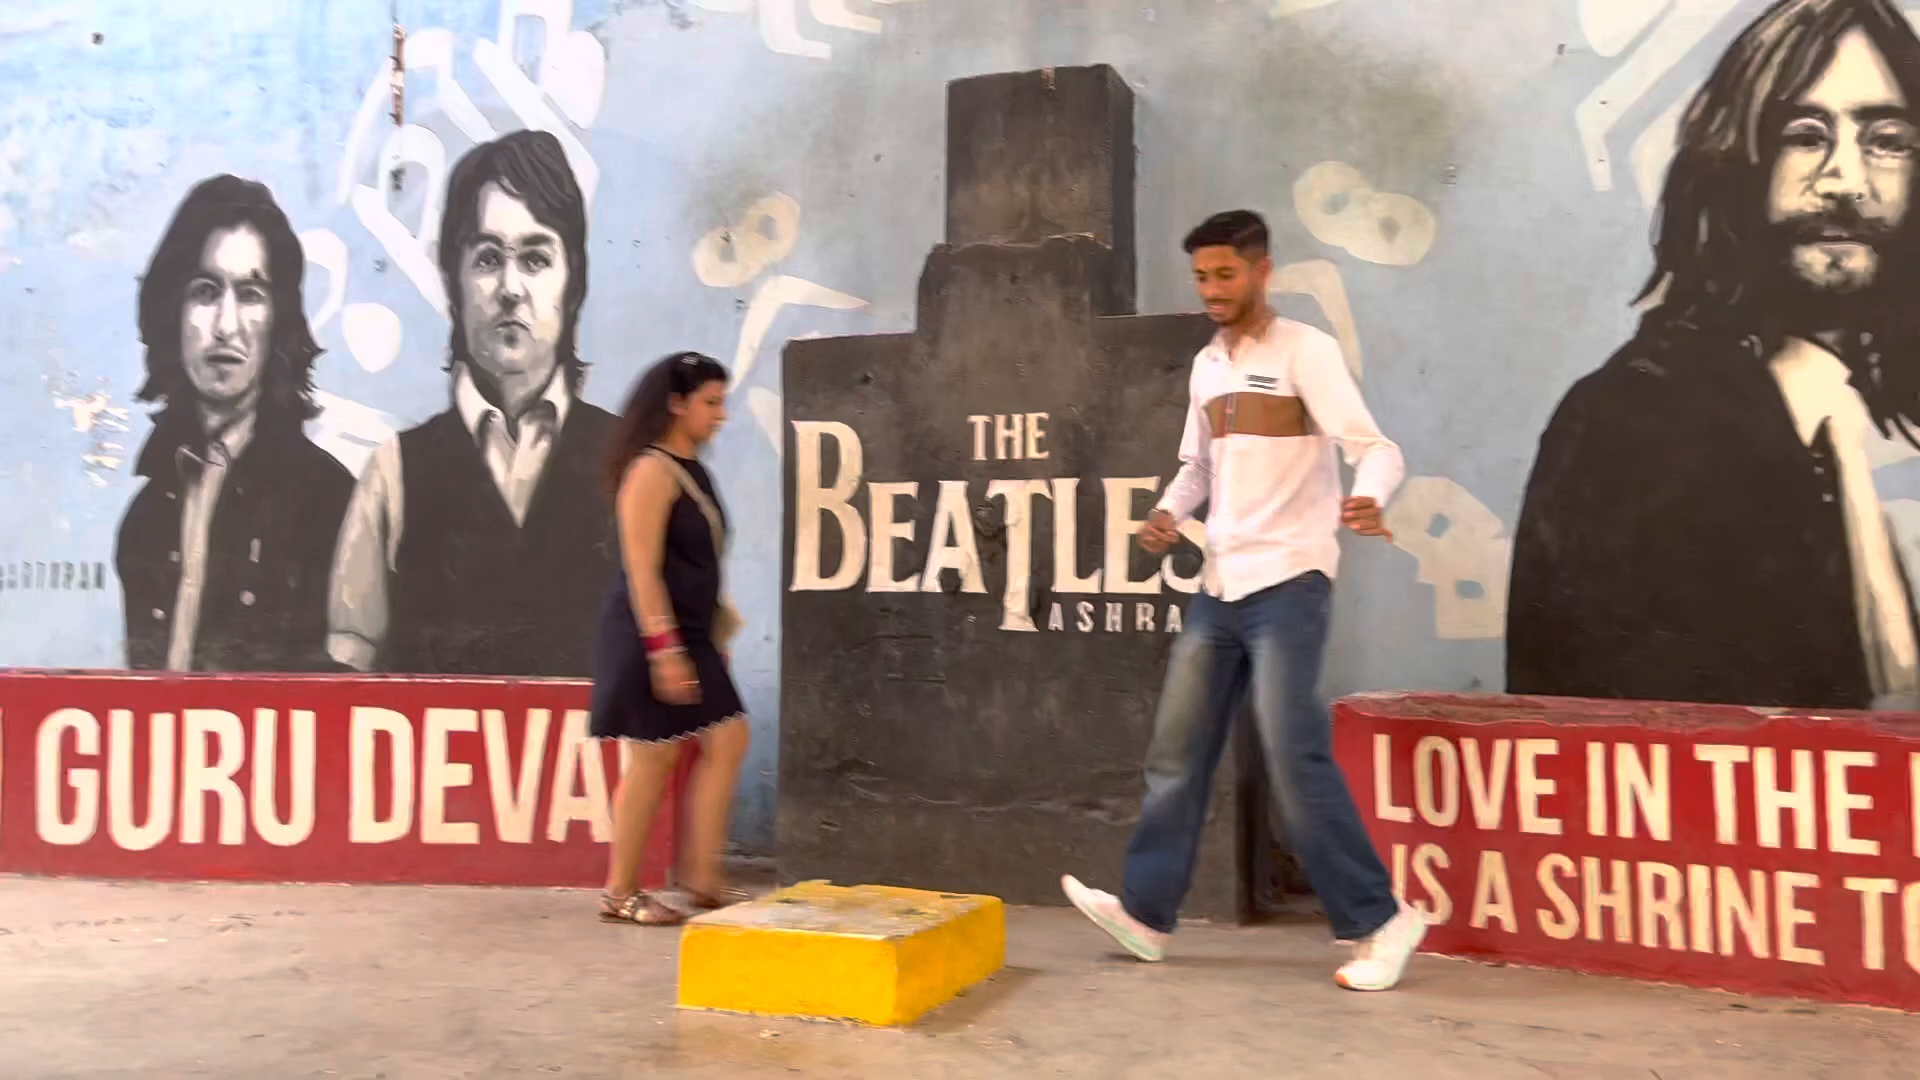 THE
BEATLES
ASHRA
GURU DEVA
LOVE IN THE
IS A SHRINE TO